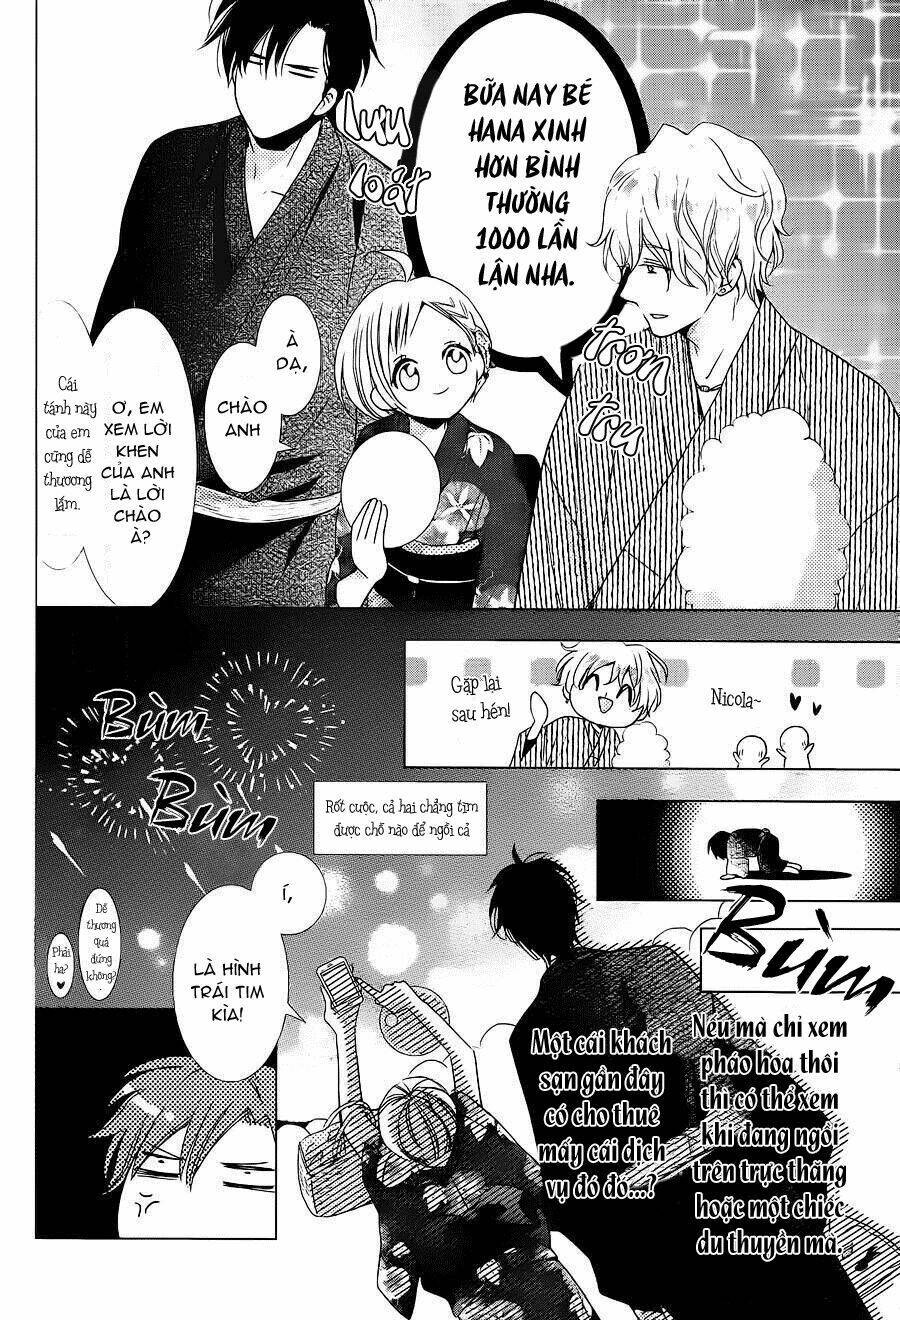 BỮA NAY BÉ
HANA XINH
HƠN BÌNH
THƯỜNG
1000 LẦN
LẬN NHA.
lưu
loát
trơn
tru
À
DẠ,
CHÀO
ANH
Ơ, EM
XEM LỜI
KHEN
CỦA ANH
LÀ LỜI
CHÀO
À?
Cái
tánh này
của em
cũng dễ
thương
lắm.
Gặp lại
sau hén!
Nicola~
Bùm
Bùm
Rốt cuộc, cả hai chẳng tìm
được chỗ nào để ngồi cả
Bùm
Nếu mà chỉ xem
pháo hoa thôi
thì có thể xem
khi đang ngồi
trên trực thăng
hoặc một chiếc
du thuyền mà.
Một cái khách
sạn gần đây
có cho thuê
mấy cái dịch
vụ đó đó...?
Í,
LÀ HÌNH
TRÁI TIM
KÌA!
Dễ
thương
quá
đúng
không?
Phải
ha?